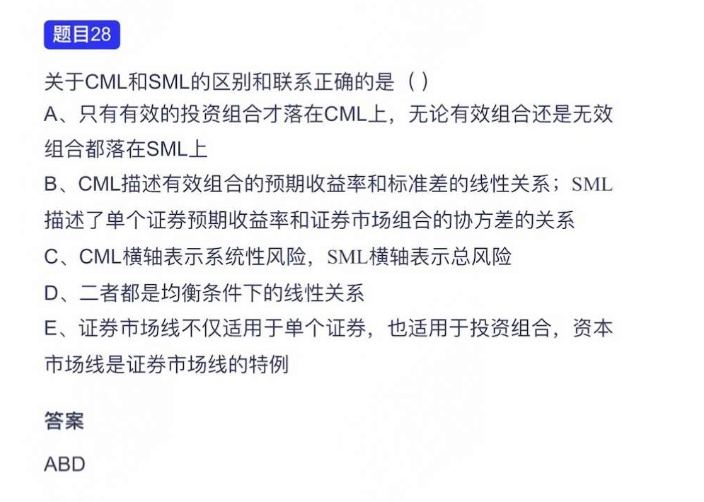 题目28
关于CML和SML的区别和联系正确的是（ ）
A、只有有效的投资组合才落在CML上，无论有效组合还是无效
组合都落在SML上
B、CML描述有效组合的预期收益率和标准差的线性关系；SML
描述了单个证券预期收益率和证券市场组合的协方差的关系
C、CML横轴表示系统性风险，SML横轴表示总风险
D、二者都是均衡条件下的线性关系
E、证券市场线不仅适用于单个证券，也适用于投资组合，资本
市场线是证券市场线的特例
答案
ABD